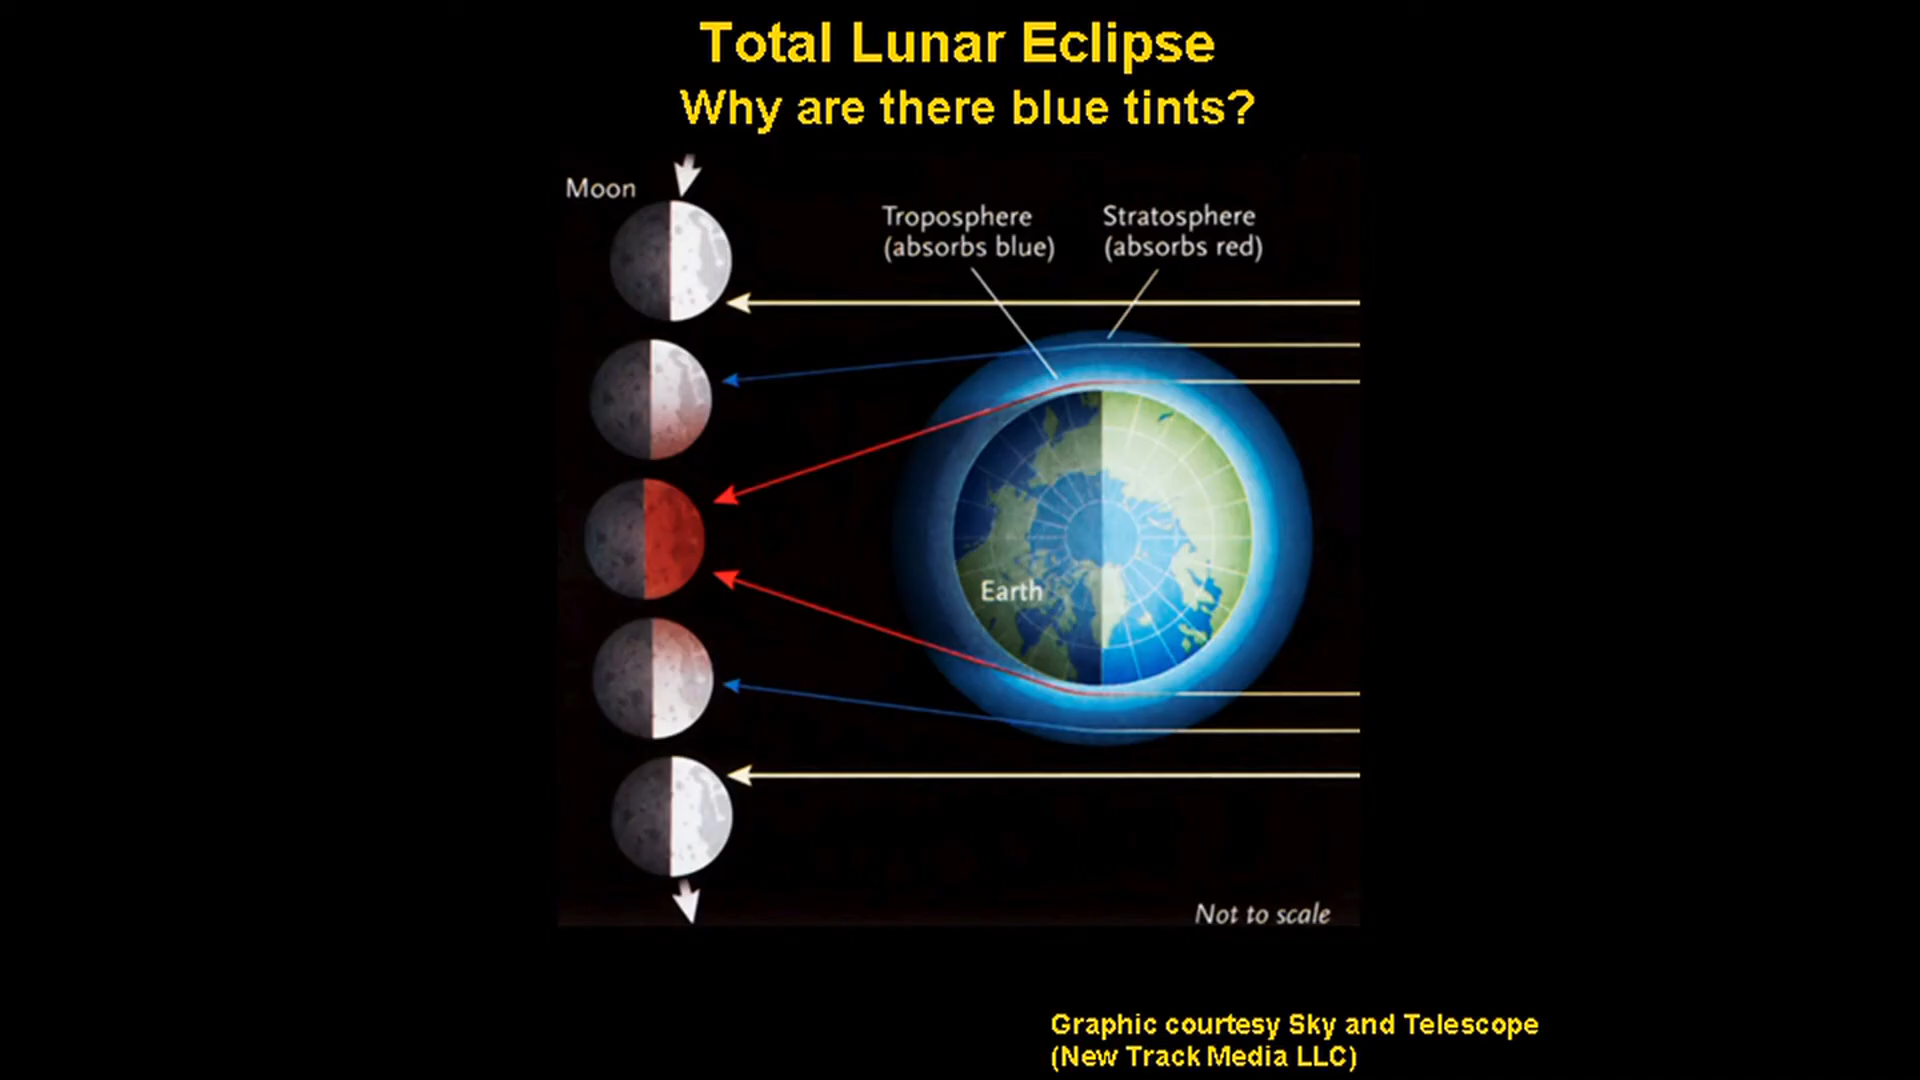 Total Lunar Eclipse
Why are there blue tints?
Moon
Troposphere
(absorbs blue)
Stratosphere
(absorbs red)
Earth
Not to scale
Graphic courtesy Sky and Telescope
(New Track Media LLC)